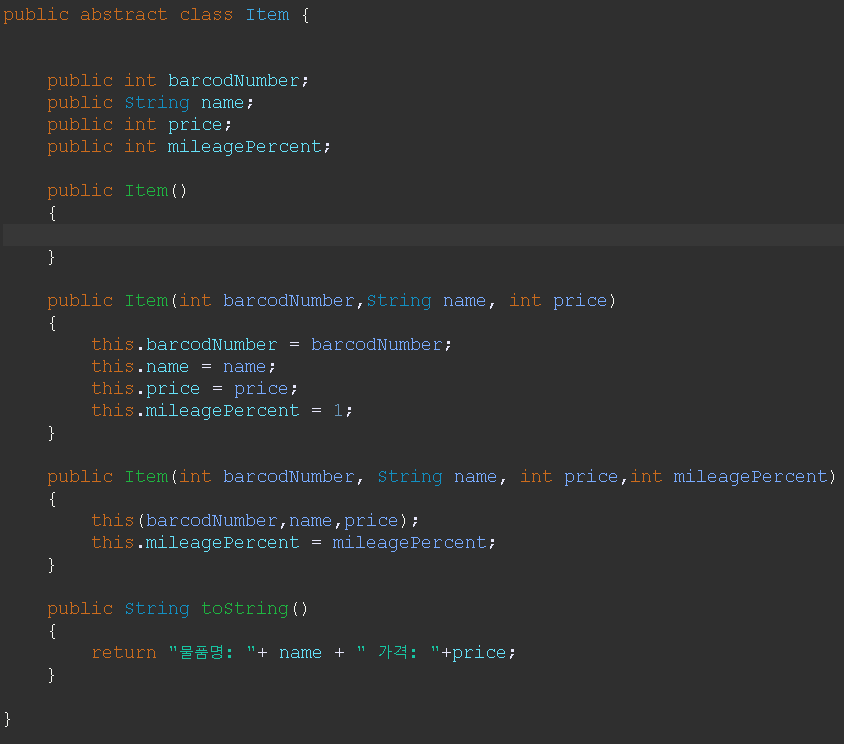 public abstract class Item {
public int barcodNumber;
public String name;
public int price;
public int mileagePercent;
public Item()
{
}
public Item(int barcodNumber,String name, int price)
{
this.barcodNumber = barcodNumber;
this.name = name;
this.price = price;
this.mileagePercent = 1;
}
public Item(int barcodNumber, String name, int price,int mileagePercent)
{
this(barcodNumber,name,price);
this.mileagePercent = mileagePercent;
}
public String toString()
{
return "물품명: "+ name + " 가격: "+price;
}
}